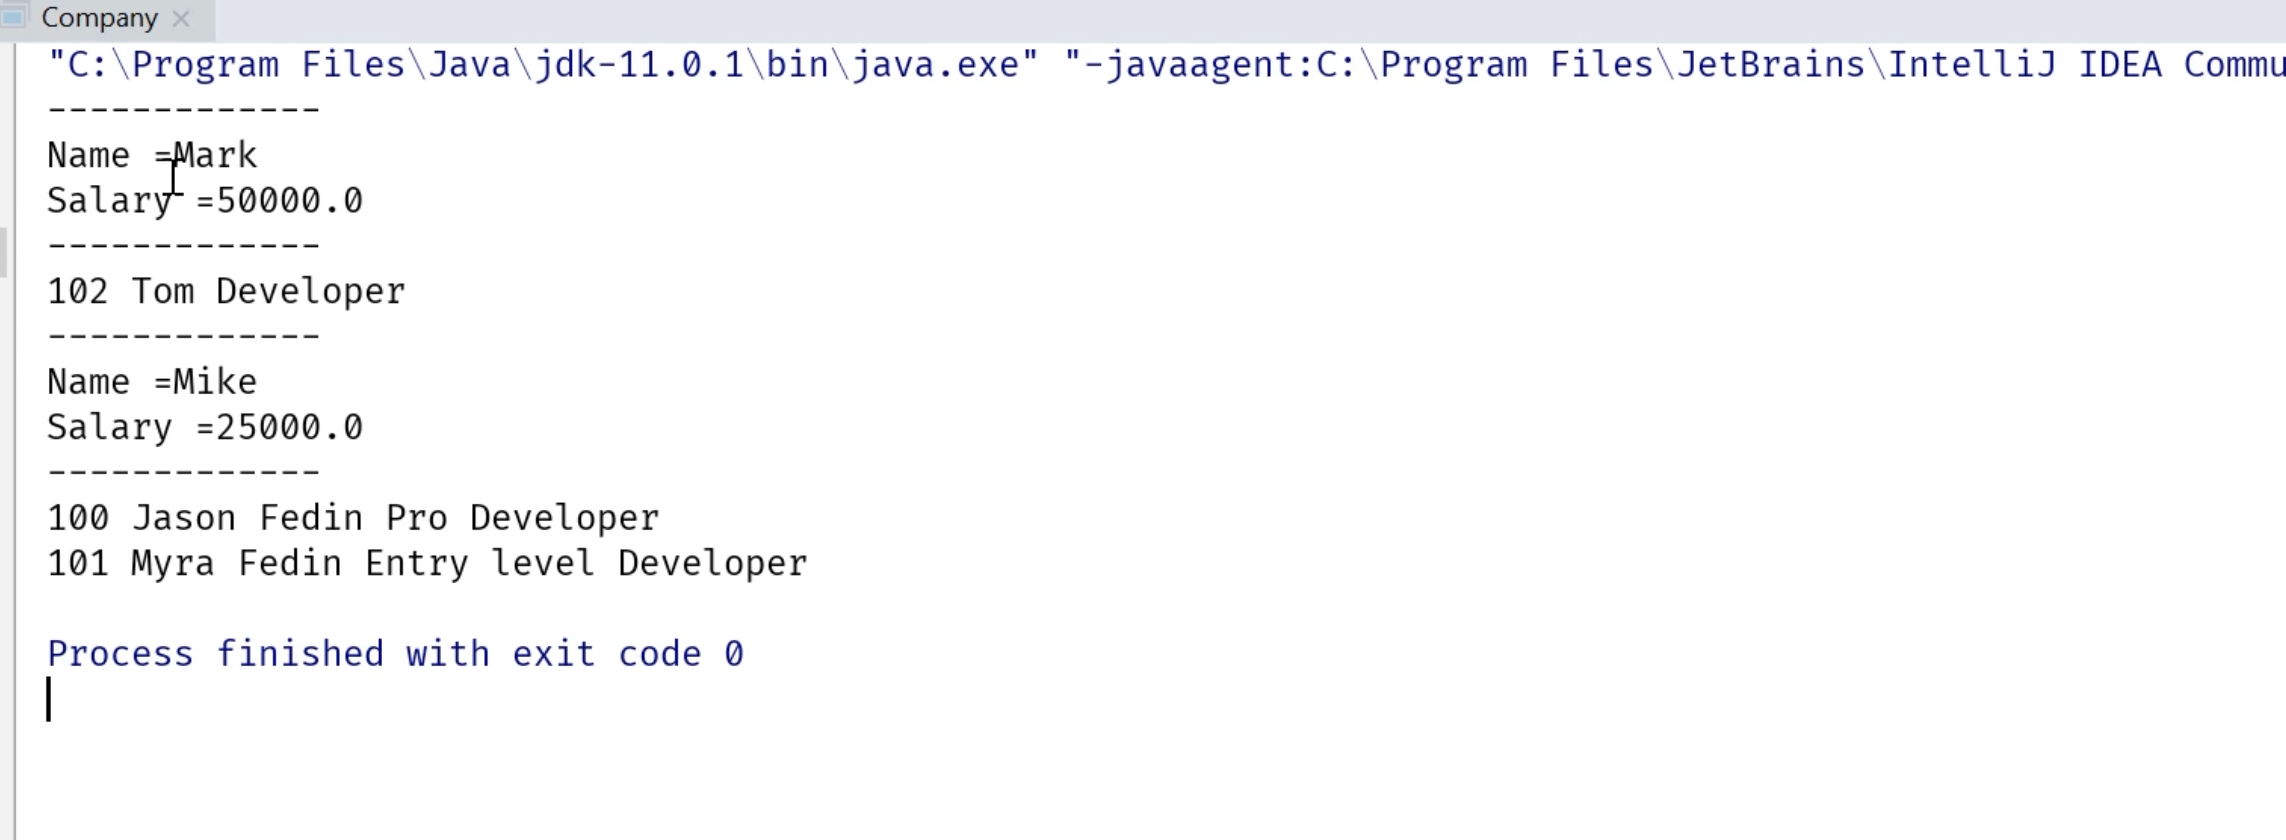 Company
"C:\Program Files\Java\jdk-11.0.1\bin\java.exe" "-javaagent:C:\Program Files\JetBrains\IntelliJ IDEA Commu
-------------
Name =Mark
Salary =50000.0
-------------
102 Tom Developer
-------------
Name =Mike
Salary =25000.0
-------------
100 Jason Fedin Pro Developer
101 Myra Fedin Entry level Developer
Process finished with exit code 0